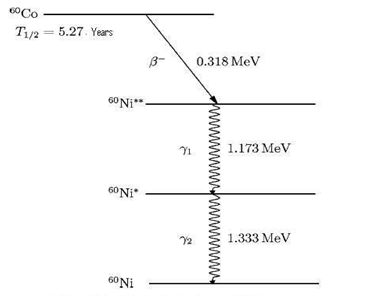 ⁶⁰Co
T₁/₂ = 5.27 Years
β⁻ 0.318 MeV
⁶⁰Ni**
γ₁ 1.173 MeV
⁶⁰Ni*
γ₂ 1.333 MeV
⁶⁰Ni